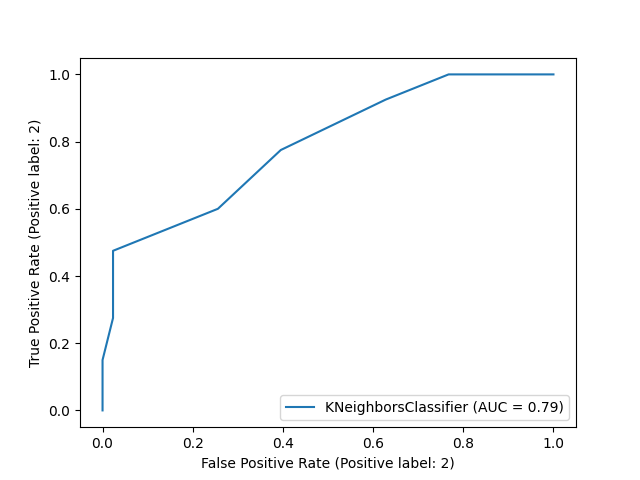 1.0
0.8
0.6
0.4
0.2
0.0
True Positive Rate (Positive label: 2)
KNeighborsClassifier (AUC = 0.79)
0.0 0.2 0.4 0.6 0.8 1.0
False Positive Rate (Positive label: 2)